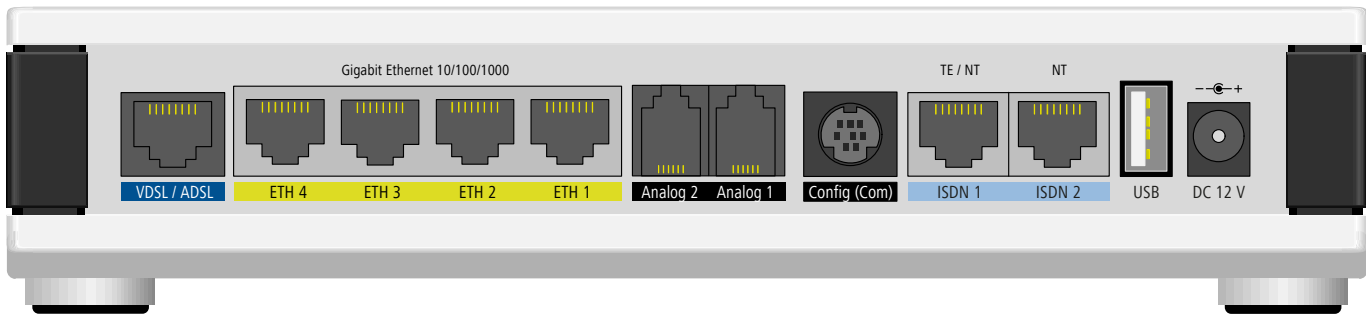 Gigabit Ethernet 10/100/1000
TE / NT
NT
VDSL / ADSL
ETH 4
ETH 3
ETH 2
ETH 1
Analog 2
Analog 1
Config (Com)
ISDN 1
ISDN 2
USB
DC 12 V